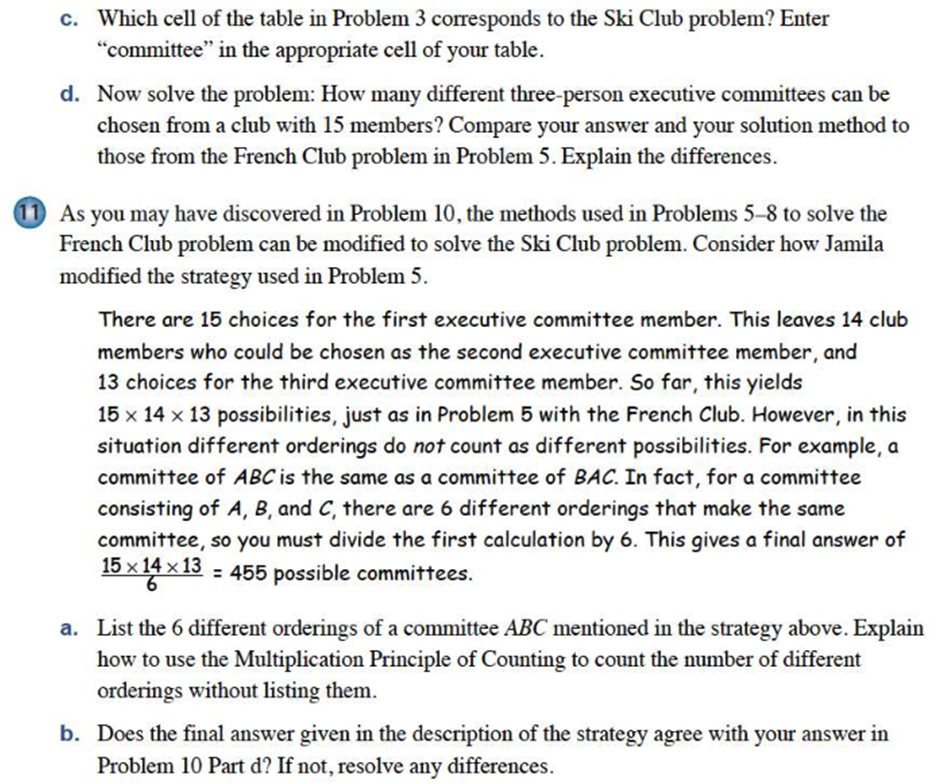 c. Which cell of the table in Problem 3 corresponds to the Ski Club problem? Enter
“committee” in the appropriate cell of your table.
d. Now solve the problem: How many different three-person executive committees can be
chosen from a club with 15 members? Compare your answer and your solution method to
those from the French Club problem in Problem 5. Explain the differences.
11 As you may have discovered in Problem 10, the methods used in Problems 5–8 to solve the
French Club problem can be modified to solve the Ski Club problem. Consider how Jamila
modified the strategy used in Problem 5.
There are 15 choices for the first executive committee member. This leaves 14 club
members who could be chosen as the second executive committee member, and
13 choices for the third executive committee member. So far, this yields
15 × 14 × 13 possibilities, just as in Problem 5 with the French Club. However, in this
situation different orderings do not count as different possibilities. For example, a
committee of ABC is the same as a committee of BAC. In fact, for a committee
consisting of A, B, and C, there are 6 different orderings that make the same
committee, so you must divide the first calculation by 6. This gives a final answer of
15 × 14 × 13 / 6 = 455 possible committees.
a. List the 6 different orderings of a committee ABC mentioned in the strategy above. Explain
how to use the Multiplication Principle of Counting to count the number of different
orderings without listing them.
b. Does the final answer given in the description of the strategy agree with your answer in
Problem 10 Part d? If not, resolve any differences.